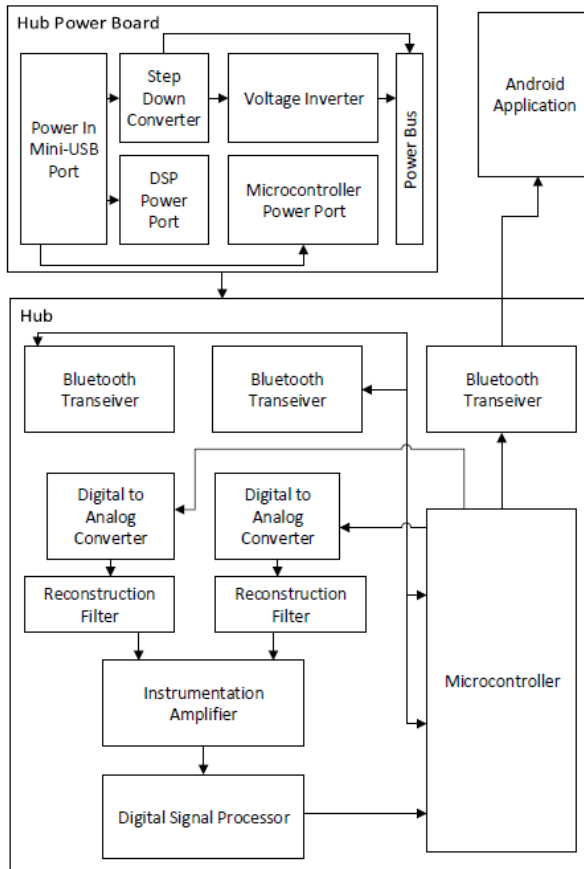 Hub Power Board
Power In
Mini-USB
Port
Step
Down
Converter
Voltage Inverter
Power Bus
DSP
Power
Port
Microcontroller
Power Port
Android
Application
Hub
Bluetooth
Transeiver
Bluetooth
Transeiver
Bluetooth
Transeiver
Digital to
Analog
Converter
Digital to
Analog
Converter
Reconstruction
Filter
Reconstruction
Filter
Instrumentation
Amplifier
Microcontroller
Digital Signal Processor